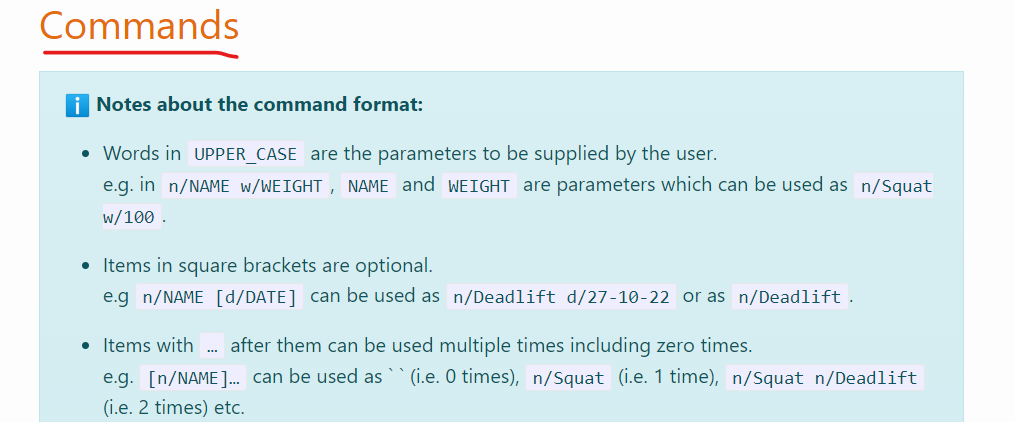 Commands
ℹ Notes about the command format:
• Words in UPPER_CASE are the parameters to be supplied by the user.
e.g. in n/NAME w/WEIGHT , NAME and WEIGHT are parameters which can be used as n/Squat
w/100 .
• Items in square brackets are optional.
e.g n/NAME [d/DATE] can be used as n/Deadlift d/27-10-22 or as n/Deadlift .
• Items with … after them can be used multiple times including zero times.
e.g. [n/NAME]… can be used as ` ` (i.e. 0 times), n/Squat (i.e. 1 time), n/Squat n/Deadlift
(i.e. 2 times) etc.